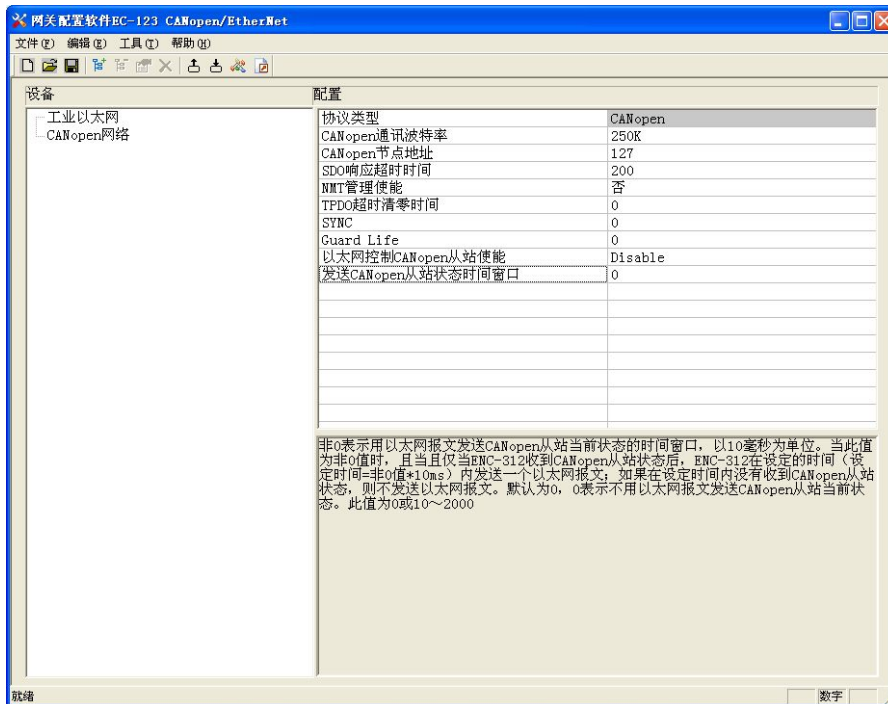 网关配置软件EC-123 CANopen/EtherNet
文件(F) 编辑(E) 工具(T) 帮助(H)
设备
配置
工业以太网
CANopen网络
协议类型 CANopen
CANopen通讯波特率 250K
CANopen节点地址 127
SDO响应超时时间 200
NMT管理使能 否
TPDO超时清零时间 0
SYNC 0
Guard Life 0
以太网控制CANopen从站使能 Disable
发送CANopen从站状态时间窗口 0
非0表示用以太网报文发送CANopen从站当前状态的时间窗口，以10毫秒为单位。当此值
为非0值时，且当且仅当ENC-312收到CANopen从站状态后，ENC-312在设定的时间（设
定时间=非0值*10ms）内发送一个以太网报文；如果在设定时间内没有收到CANopen从站
状态，则不发送以太网报文。默认为0，0表示不用以太网报文发送CANopen从站当前状
态。此值为0或10～2000
就绪
数字